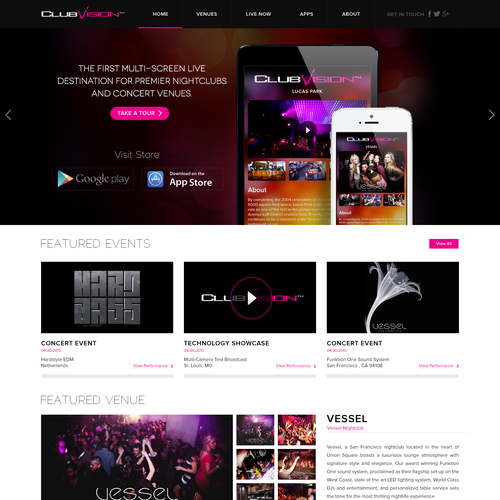 CLUBVISION™
HOME VENUES LIVE NOW APPS ABOUT GET IN TOUCH
THE FIRST MULTI-SCREEN LIVE
DESTINATION FOR PREMIER NIGHTCLUBS
AND CONCERT VENUES.
TAKE A TOUR
Visit Store
Google play
Download on the
App Store
CLUBVISION™
LUCAS PARK
About
CLUBVISION
VESSEL
VESSEL
About
FEATURED EVENTS
View All
HARD
BASS
CLUBVISION™
VESSEL
CONCERT EVENT
04/30/2013
Hardstyle EDM
Netherlands
View Performance
TECHNOLOGY SHOWCASE
04/30/2013
Multi-Camera Test Broadcast
St. Louis, MO
View Performance
CONCERT EVENT
04/30/2013
Funktion One Sound System
San Francisco , CA 94108
View Performance
FEATURED VENUE
VESSEL
VESSEL
Vessel Nightclub
Vessel, a San Francisco nightclub located in the heart of
Union Square boasts a luxurious lounge atmosphere with
signature style and elegance. Our award winning Funktion
One sound system, proclaimed as their flagship set up on
the West Coast, state of the art LED lighting system, World Class
DJs and entertainment, and personalized table service sets
the tone for the most thrilling nightlife experience